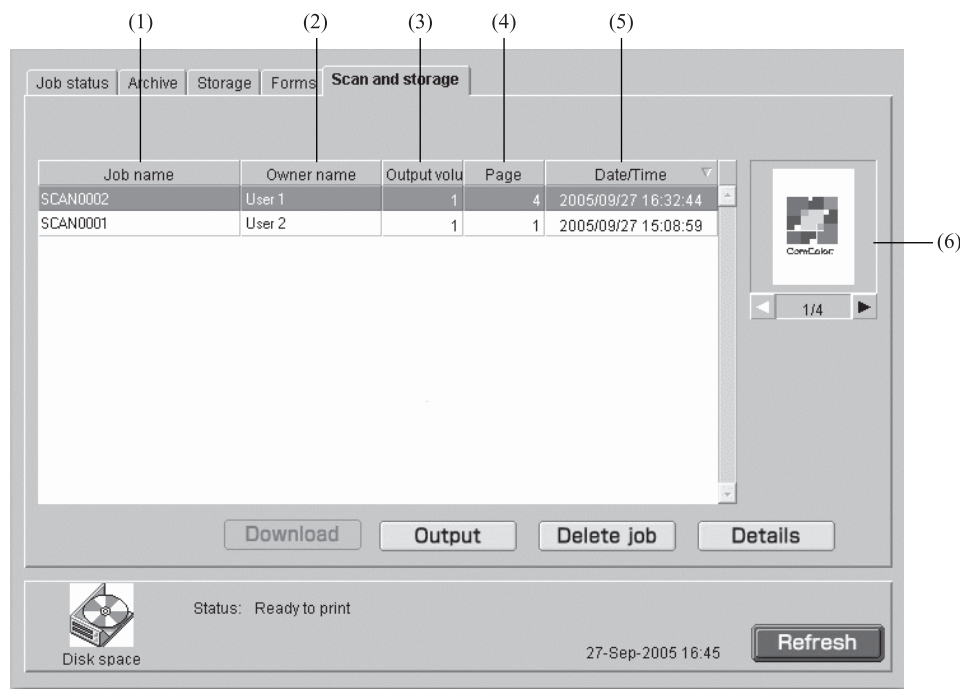 (1) (2) (3) (4) (5)
Job status Archive Storage Forms Scan and storage
Job name Owner name Output volu Page Date/Time
SCAN0002 User 1 1 4 2005/09/27 16:32:44
SCAN0001 User 2 1 1 2005/09/27 15:08:59
ComColor
(6)
1/4
Download Output Delete job Details
Status: Ready to print
Disk space
27-Sep-2005 16:45
Refresh